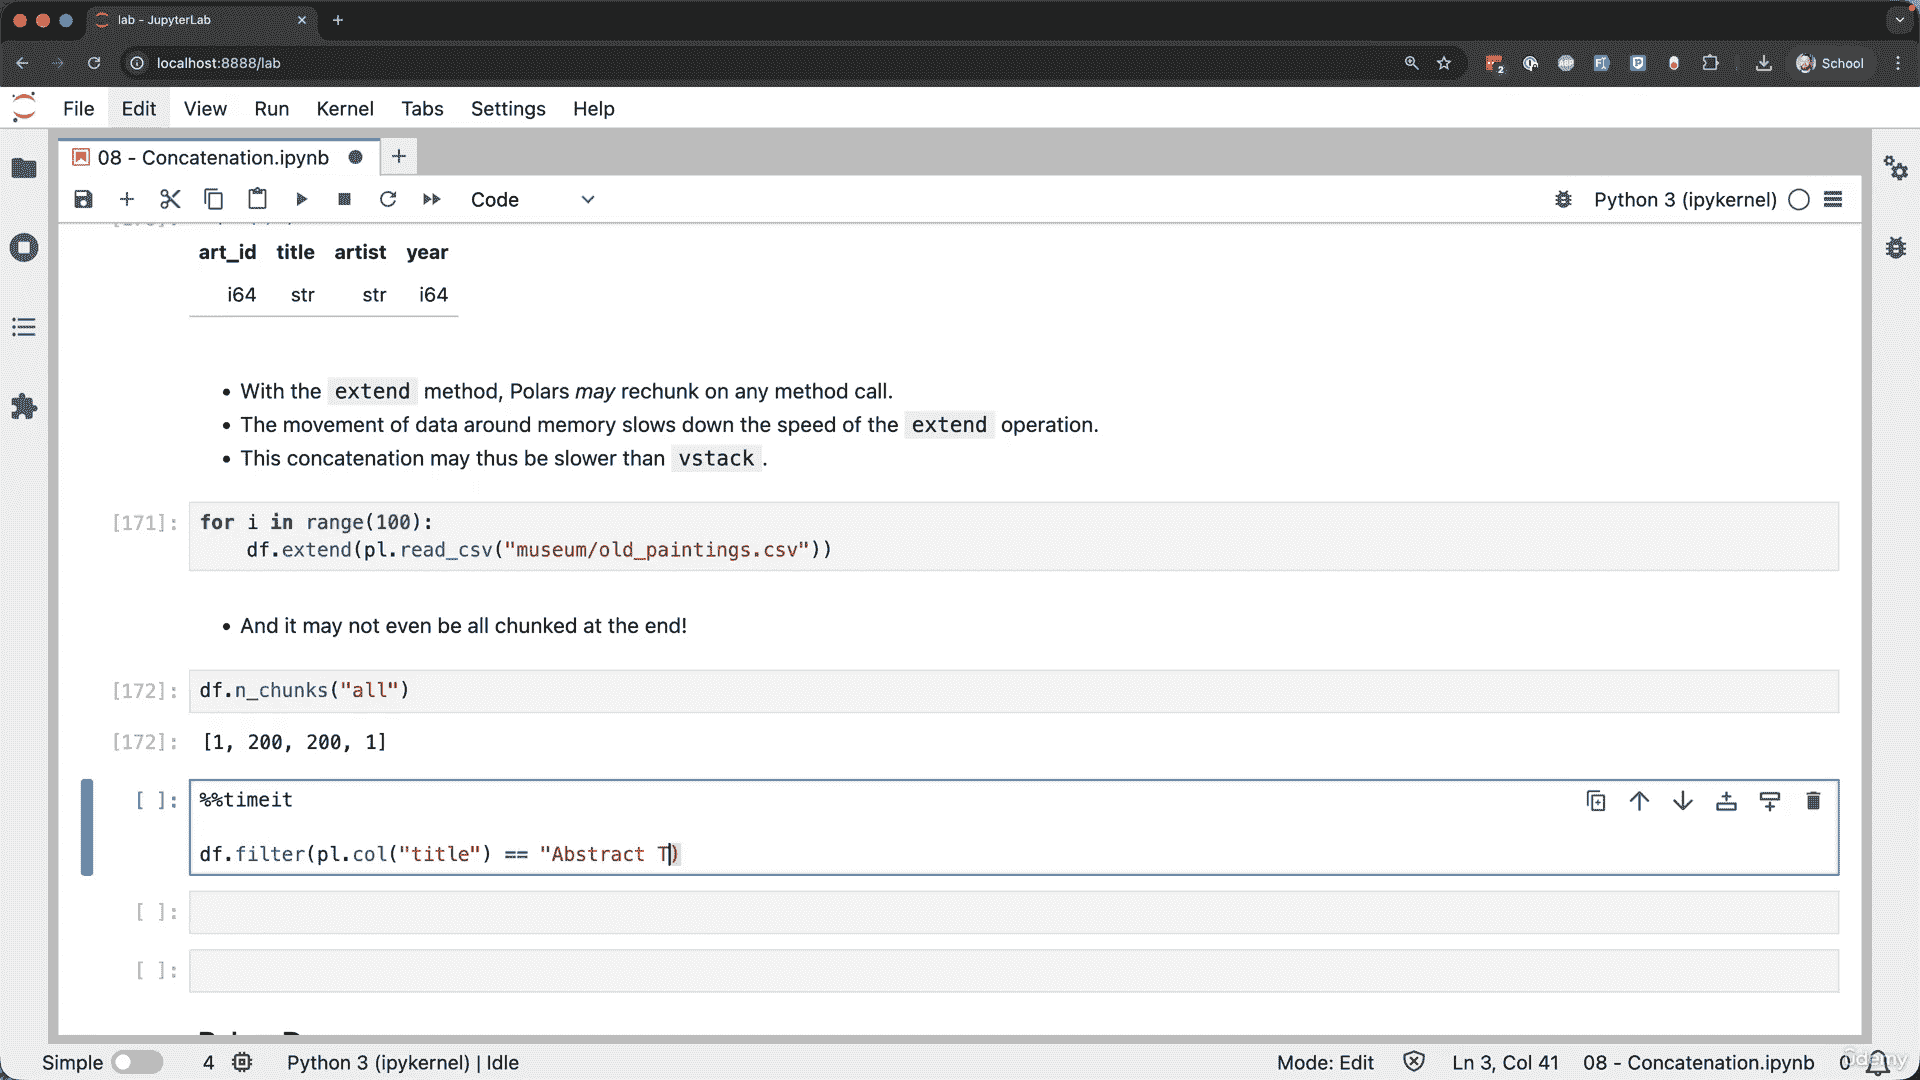 lab - JupyterLab
localhost:8888/lab
2
ABP
School
File Edit View Run Kernel Tabs Settings Help
08 - Concatenation.ipynb
Code
Python 3 (ipykernel)
art_id title artist year
i64 str str i64
With the extend method, Polars may rechunk on any method call.
The movement of data around memory slows down the speed of the extend operation.
This concatenation may thus be slower than vstack.
[171]: for i in range(100):
df.extend(pl.read_csv("museum/old_paintings.csv"))
And it may not even be all chunked at the end!
[172]: df.n_chunks("all")
[172]: [1, 200, 200, 1]
[ ]: %%timeit
df.filter(pl.col("title") == "Abstract T)
[ ]:
[ ]:
Simple 4 Python 3 (ipykernel) | Idle Mode: Edit Ln 3, Col 41 08 - Concatenation.ipynb 0
udemy